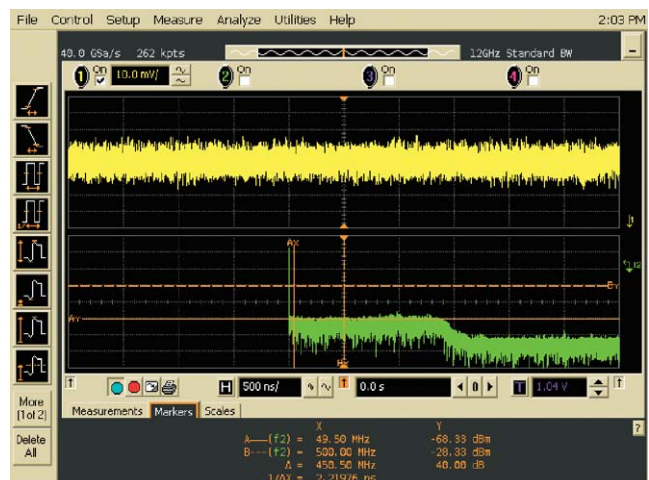 File Control Setup Measure Analyze Utilities Help 2:03 PM
40.0 GSa/s 262 kpts 12GHz Standard BW
1 On 10.0 mV/ 2 On 3 On 4 On
Ax
By
Ay
Bx
H 500 ns/ 0.0 s 0 T 1.04 V
More
(1of 2)
Delete
All
Measurements Markers Scales
X Y
A——(f2) = 49.50 MHz -68.33 dBm
B---(f2) = 500.00 MHz -28.33 dBm
Δ = 450.50 MHz 40.00 dB
1/ΔX = 2.21976 ns
?